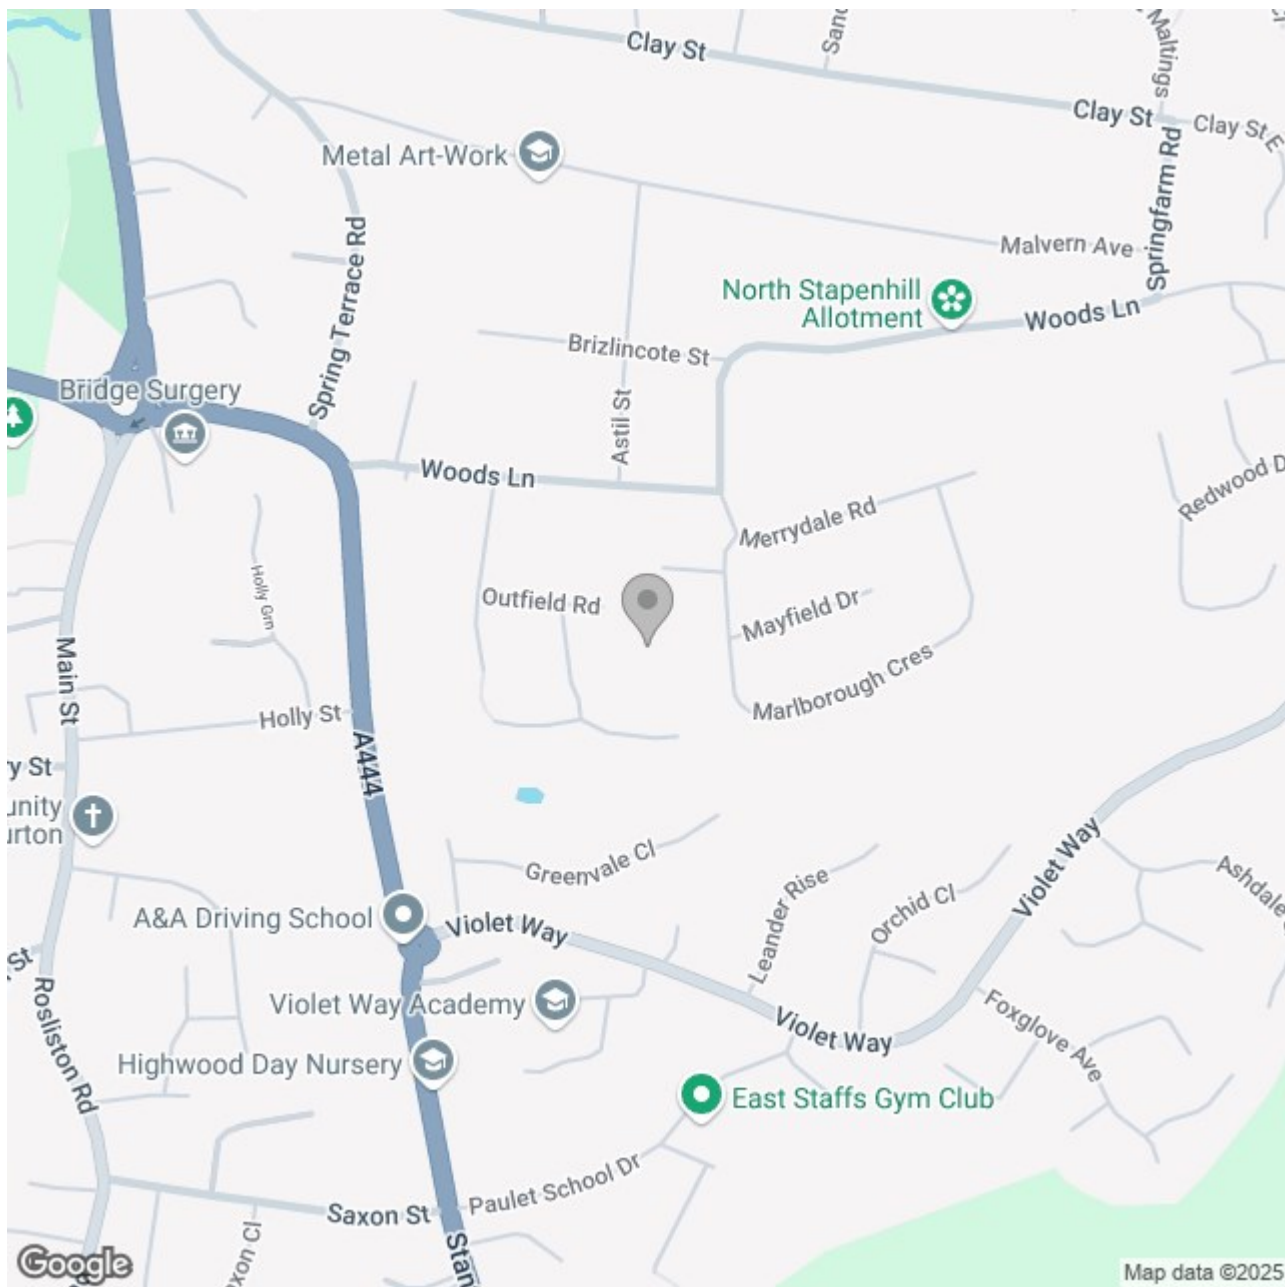 Clay St
Sand
Maltings
Clay St
Clay St E
Metal Art-Work
Springfarm Rd
Malvern Ave
Spring Terrace Rd
North Stapenhill
Allotment
Woods Ln
Brizlincote St
Bridge Surgery
Astil St
Woods Ln
Redwood D
Merrydale Rd
Holly Grn
Outfield Rd
Mayfield Dr
Main St
Marlborough Cres
Holly St
A444
ry St
unity
urton
Greenvale Cl
Violet Way
Ashdale
Leander Rise
Orchid Cl
A&A Driving School
Violet Way
St
Rosliston Rd
Violet Way Academy
Foxglove Ave
Violet Way
Highwood Day Nursery
East Staffs Gym Club
Paulet School Dr
Saxon St
xon Cl
Stan
Google
Map data ©2025